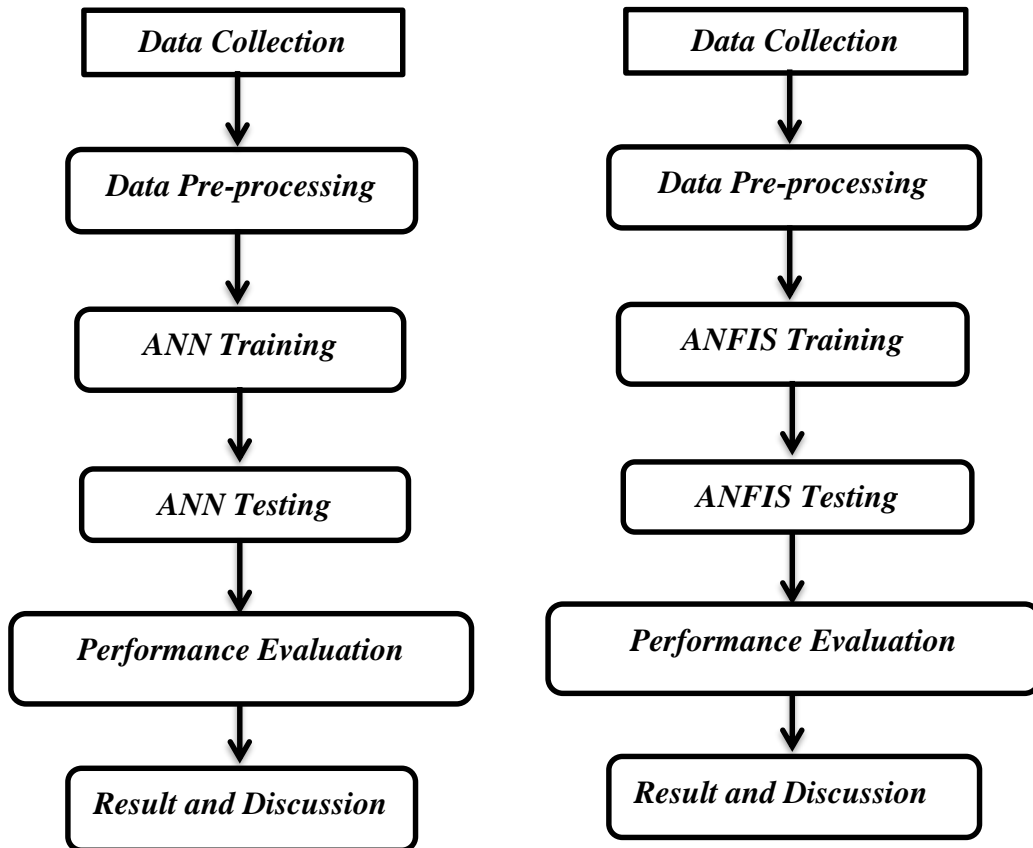 Data Collection
Data Pre-processing
ANN Training
ANN Testing
Performance Evaluation
Result and Discussion
Data Collection
Data Pre-processing
ANFIS Training
ANFIS Testing
Performance Evaluation
Result and Discussion